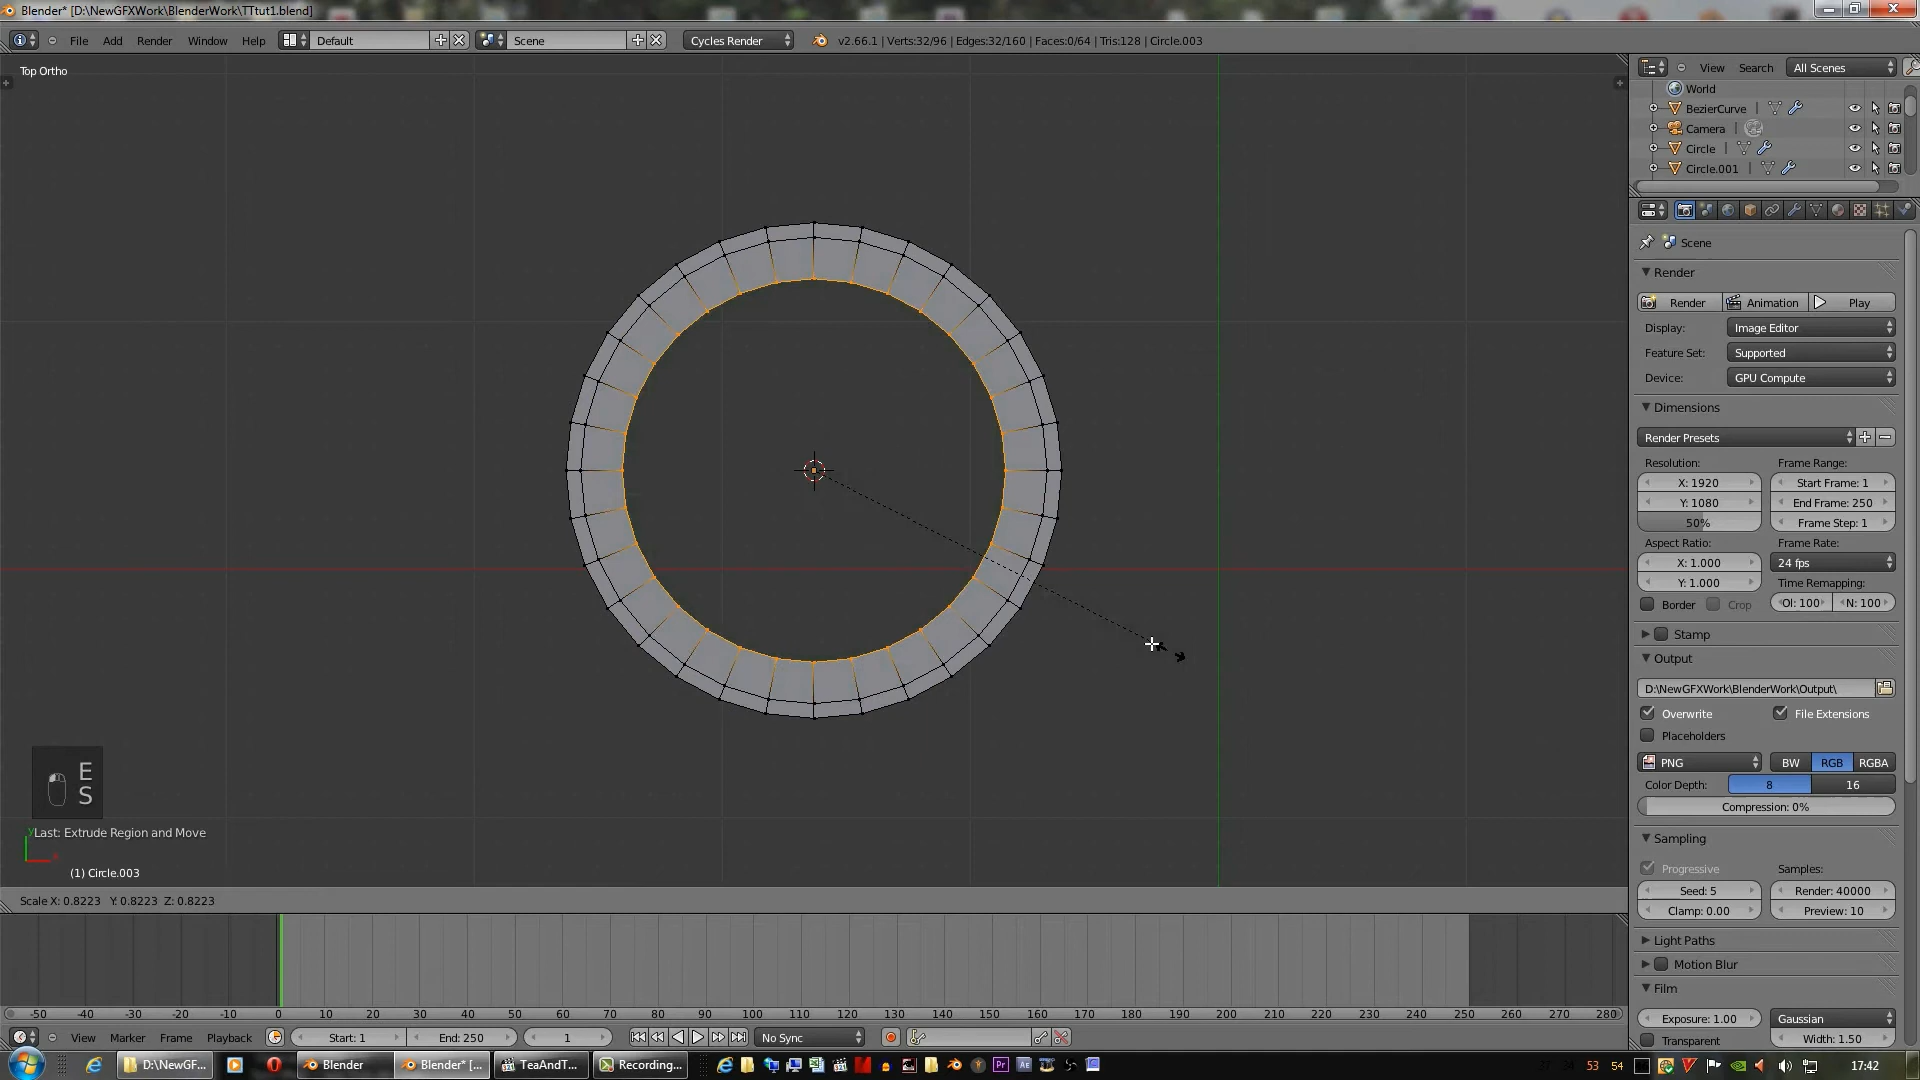 Blender* [D:\NewGFXWork\BlenderWork\TTtut1.blend]
File Add Render Window Help Default Scene Cycles Render v2.66.1 | Verts:32/96 | Edges:32/160 | Faces:0/64 | Tris:128 | Circle.003
Top Ortho
View Search All Scenes
World
BezierCurve
Camera
Circle
Circle.001
Scene
Render
Render Animation Play
Display: Image Editor
Feature Set: Supported
Device: GPU Compute
Dimensions
Render Presets
Resolution: Frame Range:
X: 1920 Start Frame: 1
Y: 1080 End Frame: 250
50% Frame Step: 1
Aspect Ratio: Frame Rate:
X: 1.000 24 fps
Y: 1.000 Time Remapping:
Border Crop Ol: 100 N: 100
Stamp
Output
D:\NewGFXWork\BlenderWork\Output\
Overwrite File Extensions
Placeholders
PNG BW RGB RGBA
Color Depth: 8 16
Compression: 0%
Sampling
Progressive Samples:
Seed: 5 Render: 40000
Clamp: 0.00 Preview: 10
Light Paths
Motion Blur
Film
Exposure: 1.00 Gaussian
Transparent Width: 1.50
E
S
Last: Extrude Region and Move
(1) Circle.003
Scale X: 0.8223 Y: 0.8223 Z: 0.8223
-50 -40 -30 -20 -10 0 10 20 30 40 50 60 70 80 90 100 110 120 130 140 150 160 170 180 190 200 210 220 230 240 250 260 270 280
View Marker Frame Playback Start: 1 End: 250 1 No Sync
D:\NewGF... Blender Blender* [... TeaAndT... Recording... 53 54 17:42